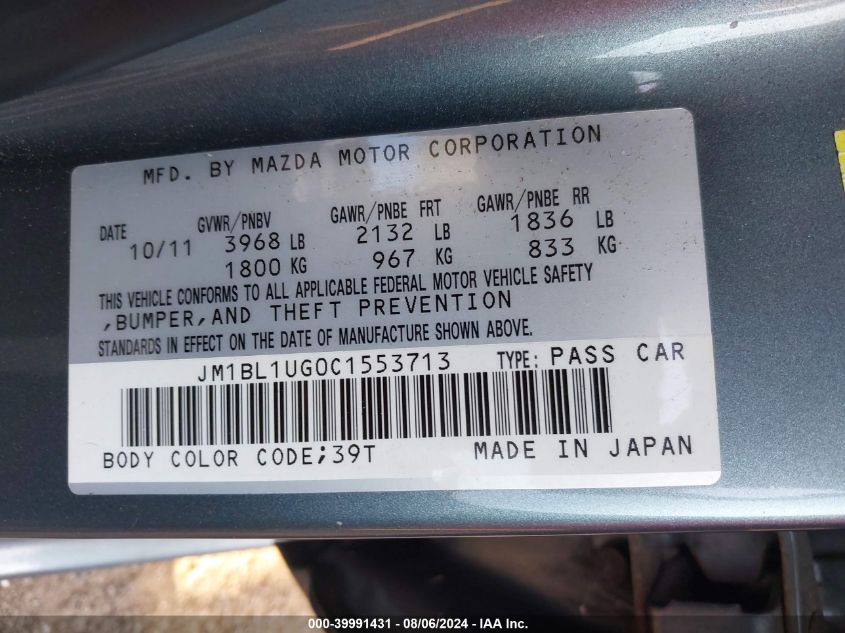 MFD. BY MAZDA MOTOR CORPORATION
DATE GVWR/PNBV GAWR/PNBE FRT GAWR/PNBE RR
10/11 3968 LB 2132 LB 1836 LB
1800 KG 967 KG 833 KG
THIS VEHICLE CONFORMS TO ALL APPLICABLE FEDERAL MOTOR VEHICLE SAFETY
,BUMPER,AND THEFT PREVENTION
STANDARDS IN EFFECT ON THE DATE OF MANUFACTURE SHOWN ABOVE.
JM1BL1UG0C1553713 TYPE: PASS CAR
BODY COLOR CODE;39T MADE IN JAPAN
000-39991431 - 08/06/2024 - IAA Inc.